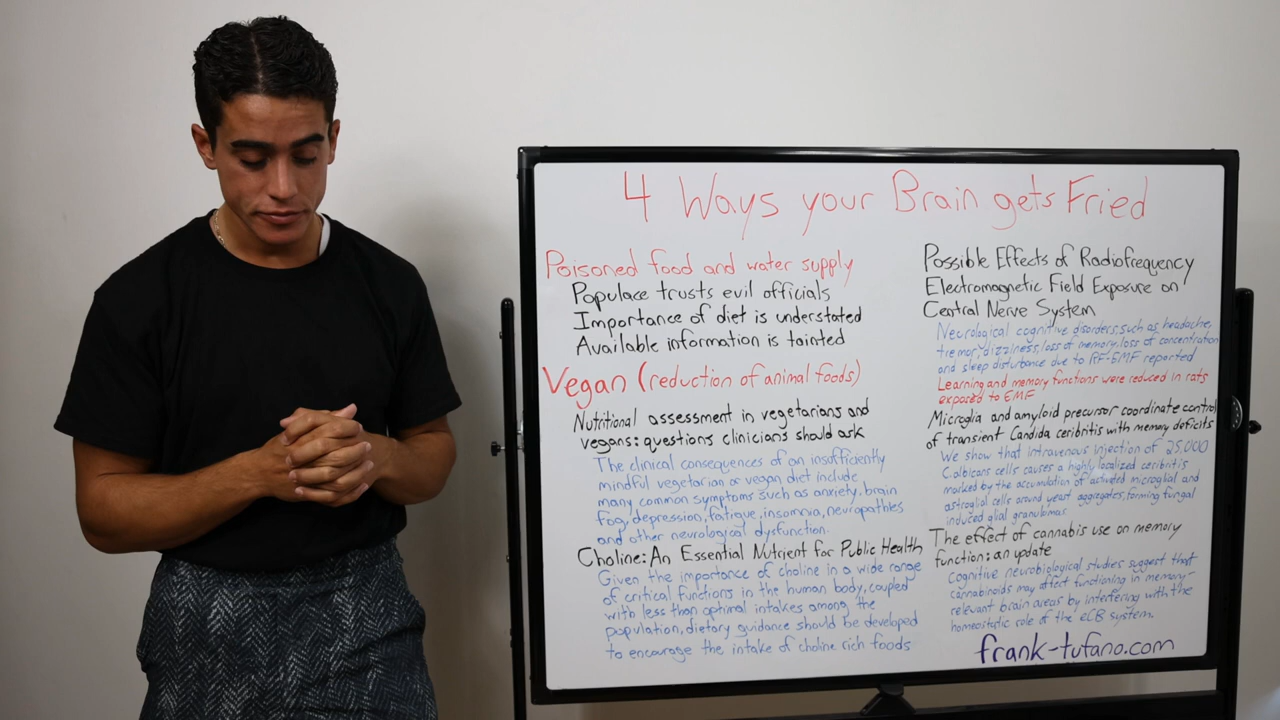 4 Ways your Brain gets Fried
Poisoned food and water supply
Populace trusts evil officials
Importance of diet is understated
Available information is tainted
Vegan (reduction of animal foods)
Nutritional assessment in vegetarians and
vegans: questions clinicians should ask
The clinical consequences of an insufficiently
mindful vegetarian or vegan diet include
many common symptoms such as anxiety, brain
fog, depression, fatigue, insomnia, neuropathies
and other neurological dysfunction.
Choline: An Essential Nutrient for Public Health
Given the importance of choline in a wide range
of critical functions in the human body, coupled
with less than optimal intakes among the
population, dietary guidance should be developed
to encourage the intake of choline rich foods
Possible Effects of Radiofrequency
Electromagnetic Field Exposure on
Central Nerve System
Neurological cognitive disorders, such as headache,
tremor, dizziness, loss of memory, loss of concentration
and sleep disturbance due to RF-EMF reported
Learning and memory functions were reduced in rats
exposed to EMF
Microglia and amyloid precursor coordinate control
of transient Candida ceribritis with memory deficits
We show that intravenous injection of 25,000
C.albicans cells causes a highly localized ceribritis
marked by the accumulation of activated microglial and
astroglial cells around yeast aggregates, forming fungal
induced glial granulomas
The effect of cannabis use on memory
function: an update
Cognitive neurobiological studies suggest that
cannabinoids may affect functioning in memory-
relevant brain areas by interfering with the
homeostatic role of the eCB system.
frank-tufano.com